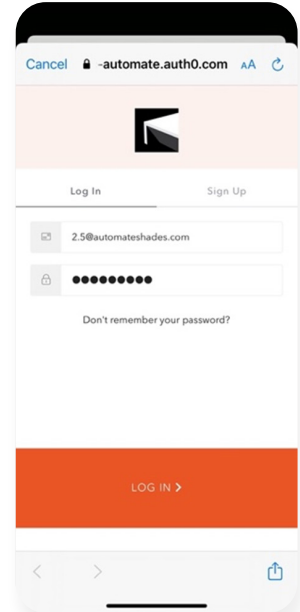 Cancel -automate.auth0.com AA
Log In Sign Up
2.5@automateshades.com
●●●●●●●●●
Don't remember your password?
LOG IN >